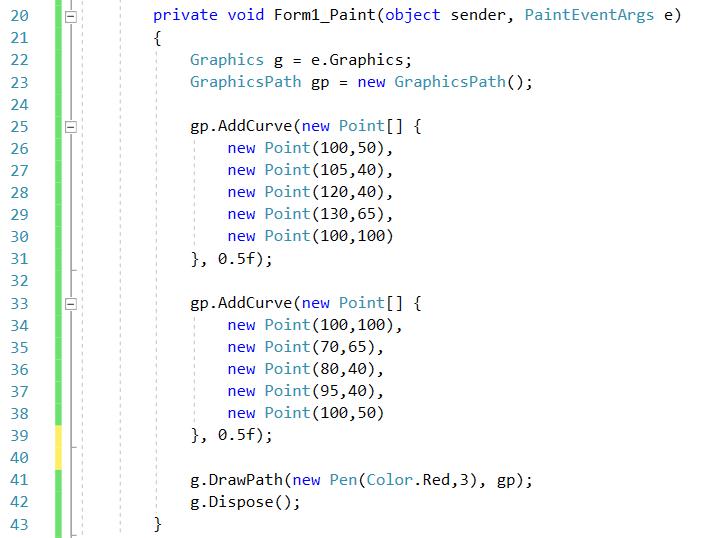 20 private void Form1_Paint(object sender, PaintEventArgs e)
21 {
22 Graphics g = e.Graphics;
23 GraphicsPath gp = new GraphicsPath();
24
25 gp.AddCurve(new Point[] {
26 new Point(100,50),
27 new Point(105,40),
28 new Point(120,40),
29 new Point(130,65),
30 new Point(100,100)
31 }, 0.5f);
32
33 gp.AddCurve(new Point[] {
34 new Point(100,100),
35 new Point(70,65),
36 new Point(80,40),
37 new Point(95,40),
38 new Point(100,50)
39 }, 0.5f);
40
41 g.DrawPath(new Pen(Color.Red,3), gp);
42 g.Dispose();
43 }